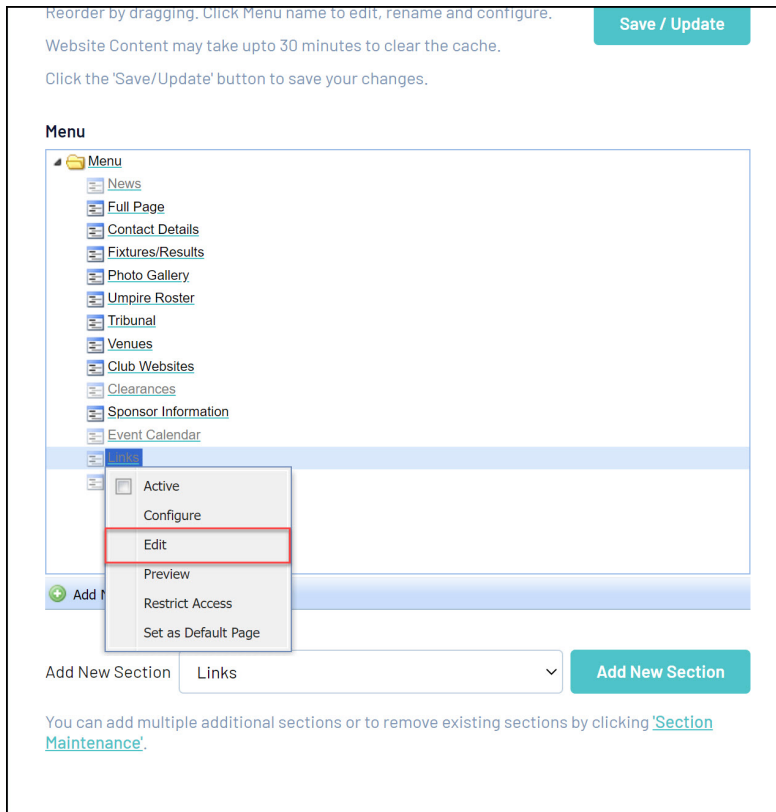 Reorder by dragging. Click Menu name to edit, rename and configure.
Save / Update
Website Content may take upto 30 minutes to clear the cache.
Click the 'Save/Update' button to save your changes.
Menu
Menu
News
Full Page
Contact Details
Fixtures/Results
Photo Gallery
Umpire Roster
Tribunal
Venues
Club Websites
Clearances
Sponsor Information
Event Calendar
Links
Active
Configure
Edit
Preview
Add
Restrict Access
Set as Default Page
Add New Section
Links
Add New Section
You can add multiple additional sections or to remove existing sections by clicking 'Section
Maintenance'.